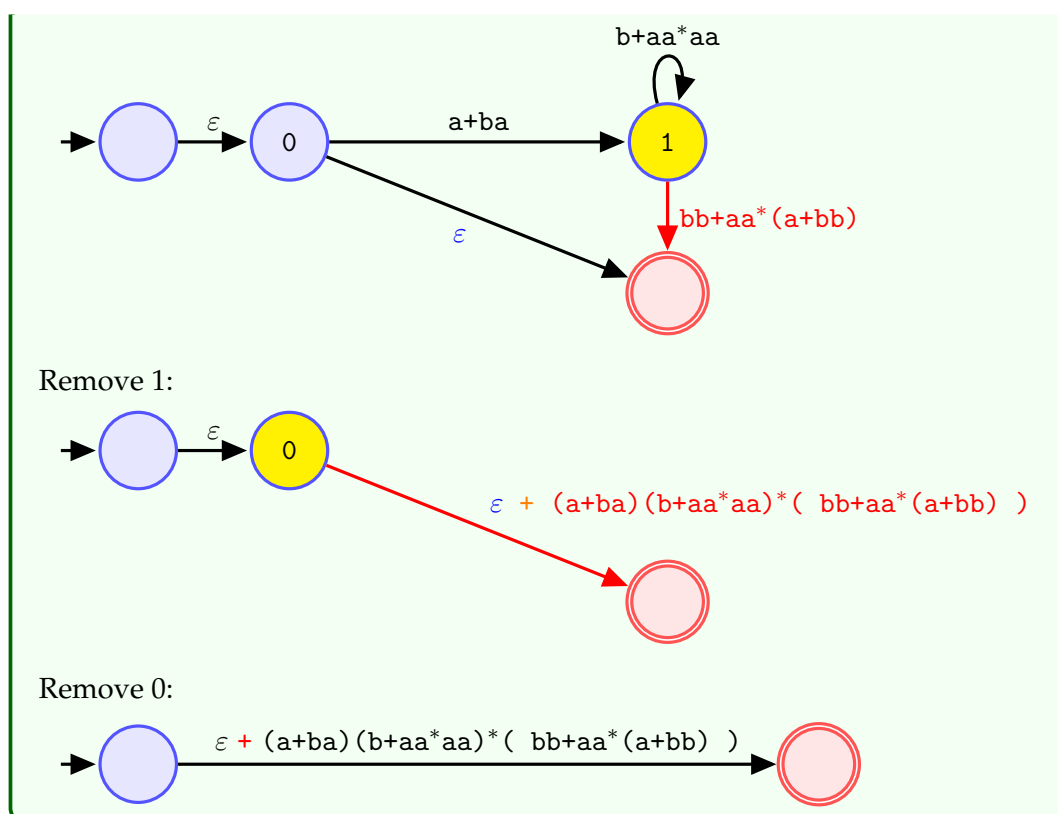 b+aa*aa
ε
a+ba
0
1
bb+aa*(a+bb)
ε
Remove 1:
ε
0
ε + (a+ba)(b+aa*aa)*( bb+aa*(a+bb) )
Remove 0:
ε + (a+ba)(b+aa*aa)*( bb+aa*(a+bb) )